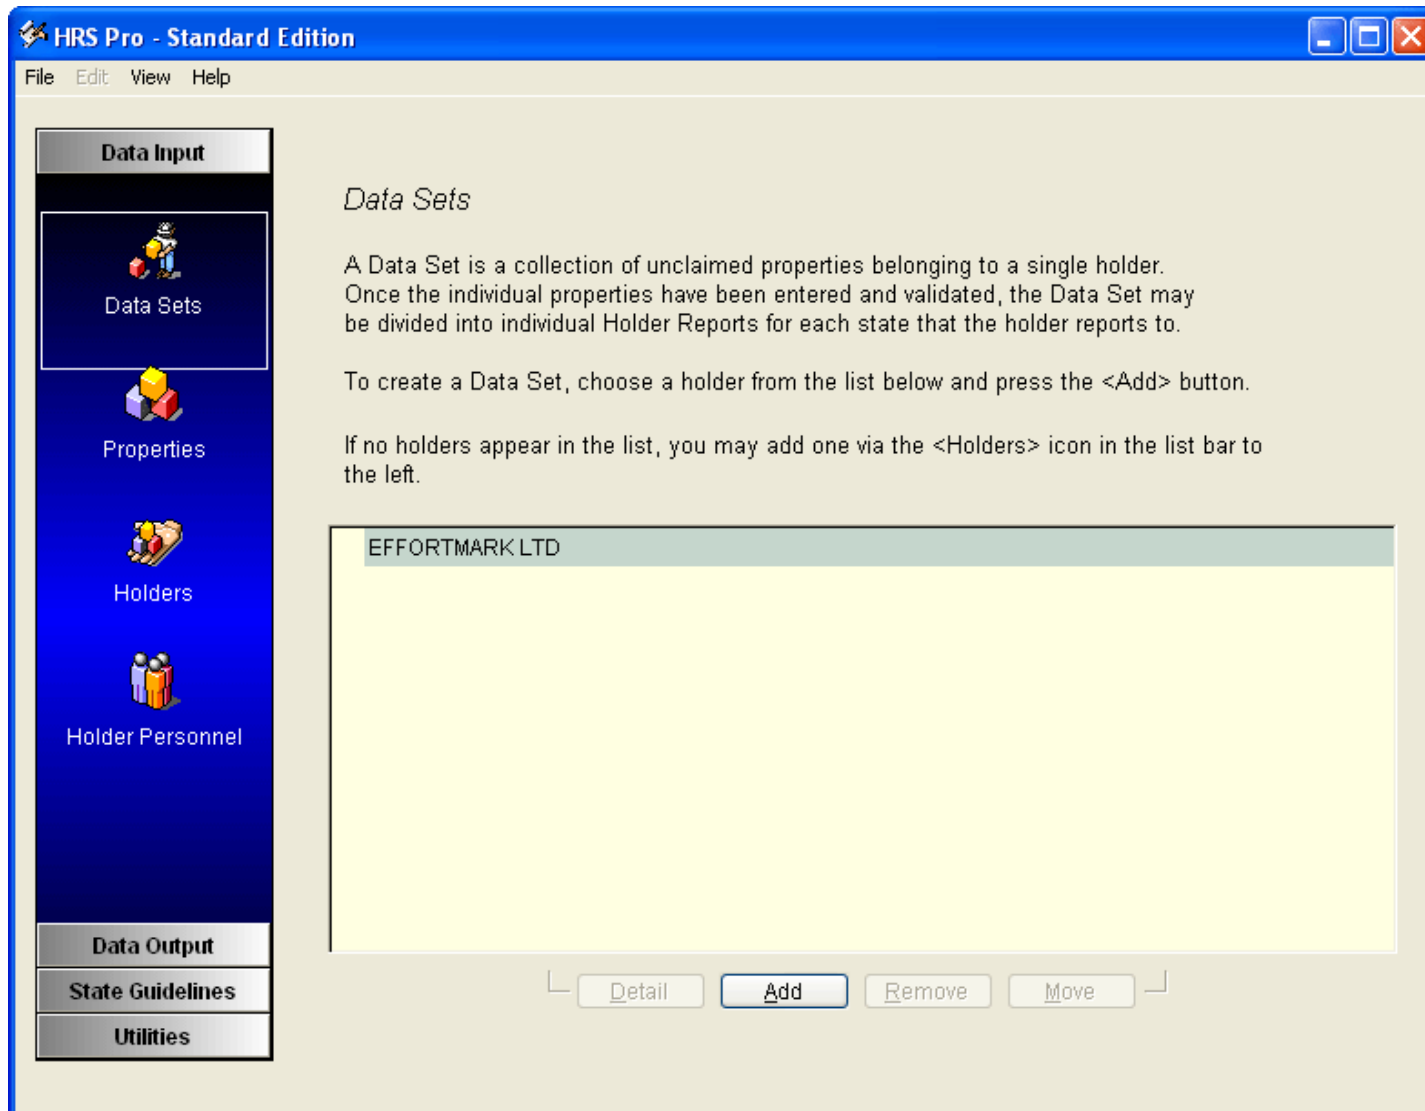 HRS Pro - Standard Edition
File Edit View Help
Data Input
Data Sets
Properties
Holders
Holder Personnel
Data Output
State Guidelines
Utilities
Data Sets
A Data Set is a collection of unclaimed properties belonging to a single holder.
Once the individual properties have been entered and validated, the Data Set may
be divided into individual Holder Reports for each state that the holder reports to.
To create a Data Set, choose a holder from the list below and press the <Add> button.
If no holders appear in the list, you may add one via the <Holders> icon in the list bar to
the left.
EFFORTMARK LTD
Detail Add Remove Move